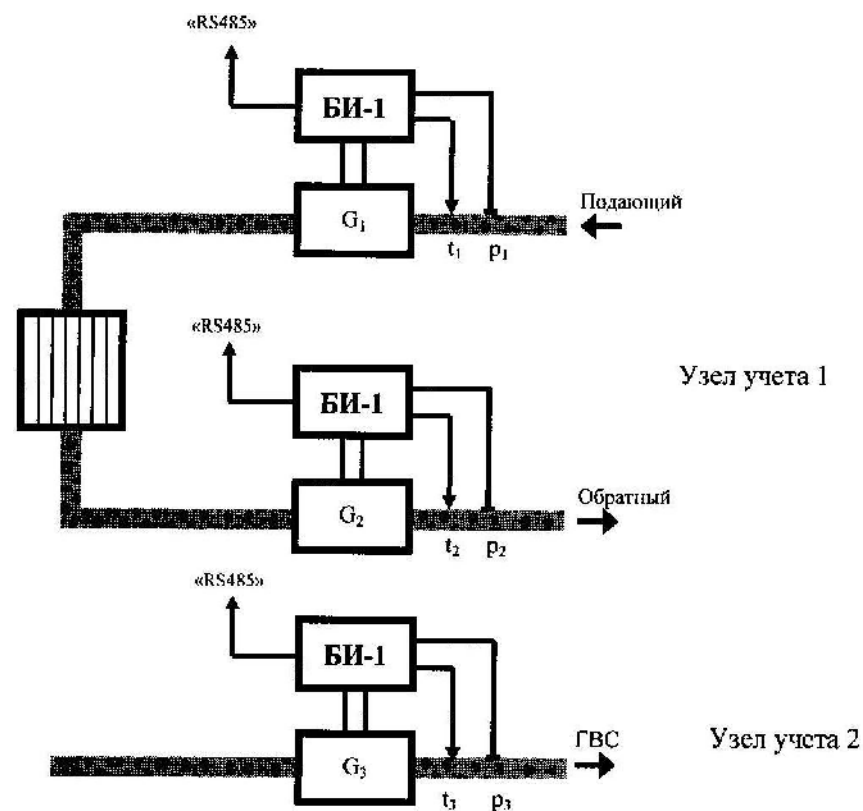 «RS485»
БИ-1
G₁
Подающий
t₁ p₁
«RS485»
Узел учета 1
БИ-1
G₂
Обратный
t₂ p₂
«RS485»
БИ-1
G₃
ГВС
Узел учета 2
t₃ p₃